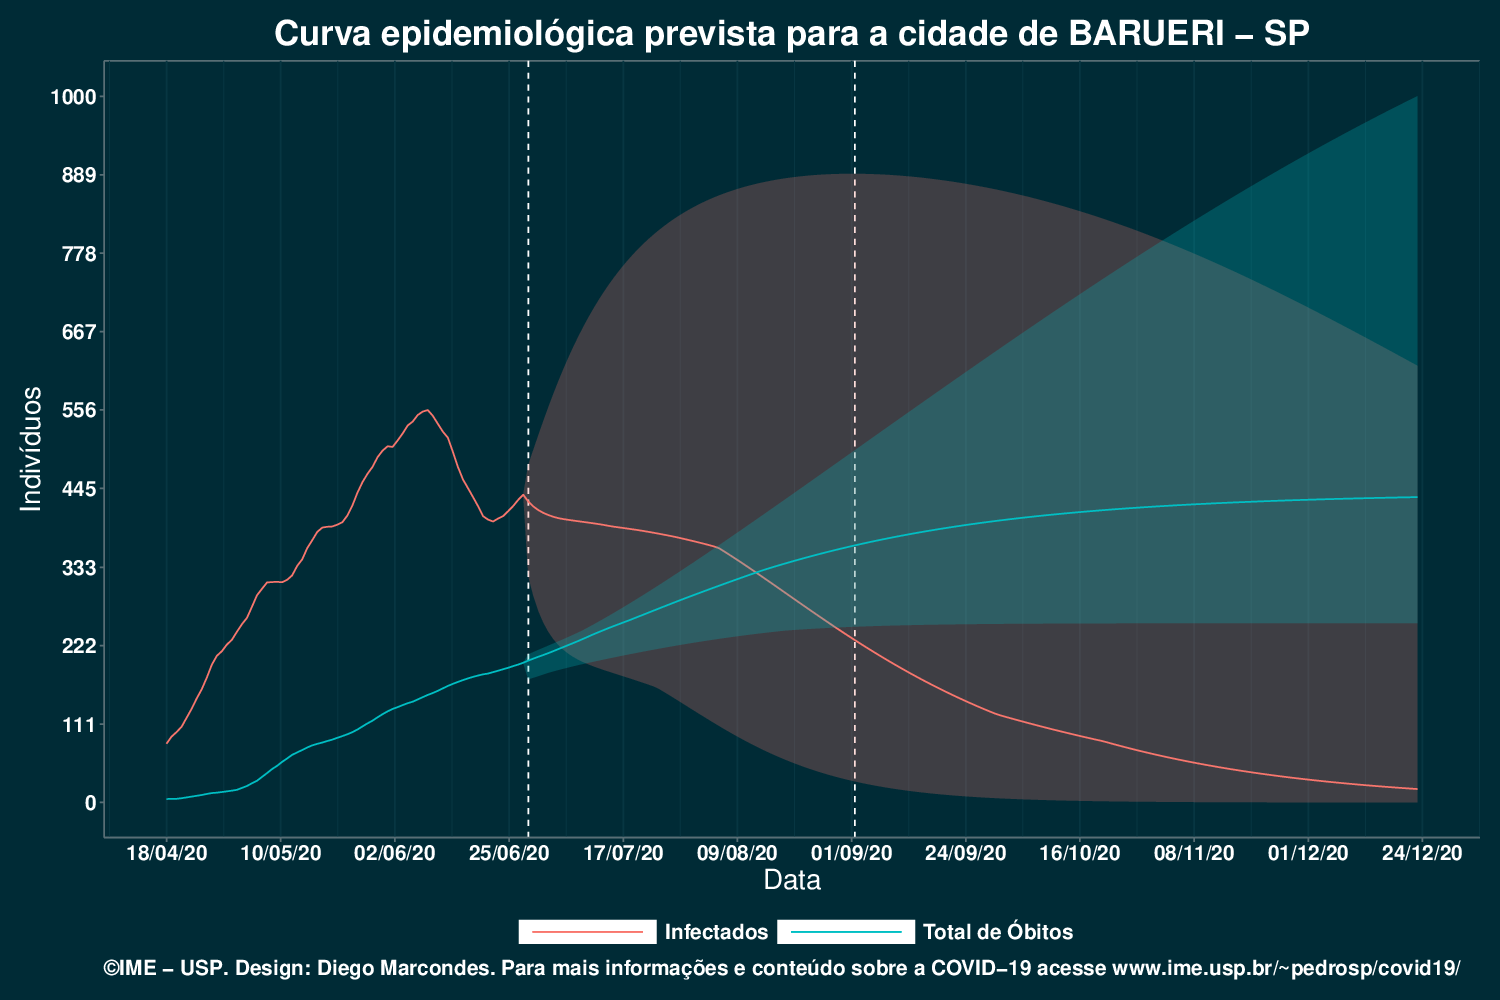 Curva epidemiológica prevista para a cidade de BARUERI – SP
1000
889
778
667
556
445
333
222
111
0
Indivíduos
18/04/20 10/05/20 02/06/20 25/06/20 17/07/20 09/08/20 01/09/20 24/09/20 16/10/20 08/11/20 01/12/20 24/12/20
Data
Infectados Total de Óbitos
©IME – USP. Design: Diego Marcondes. Para mais informações e conteúdo sobre a COVID–19 acesse www.ime.usp.br/~pedrosp/covid19/